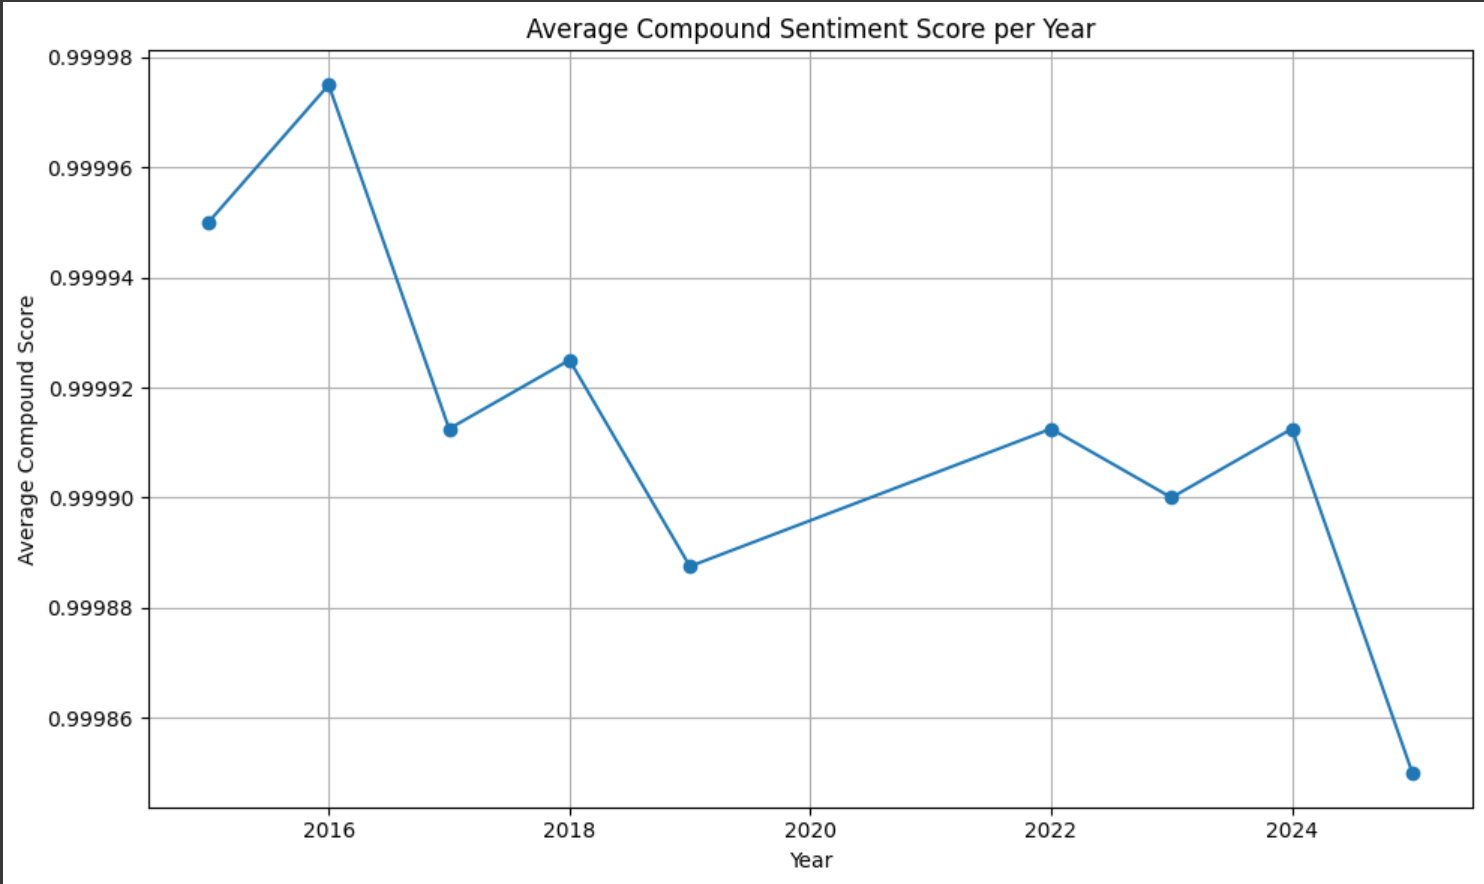 Average Compound Sentiment Score per Year
0.99998
0.99996
0.99994
0.99992
0.99990
0.99988
0.99986
Average Compound Score
2016 2018 2020 2022 2024
Year